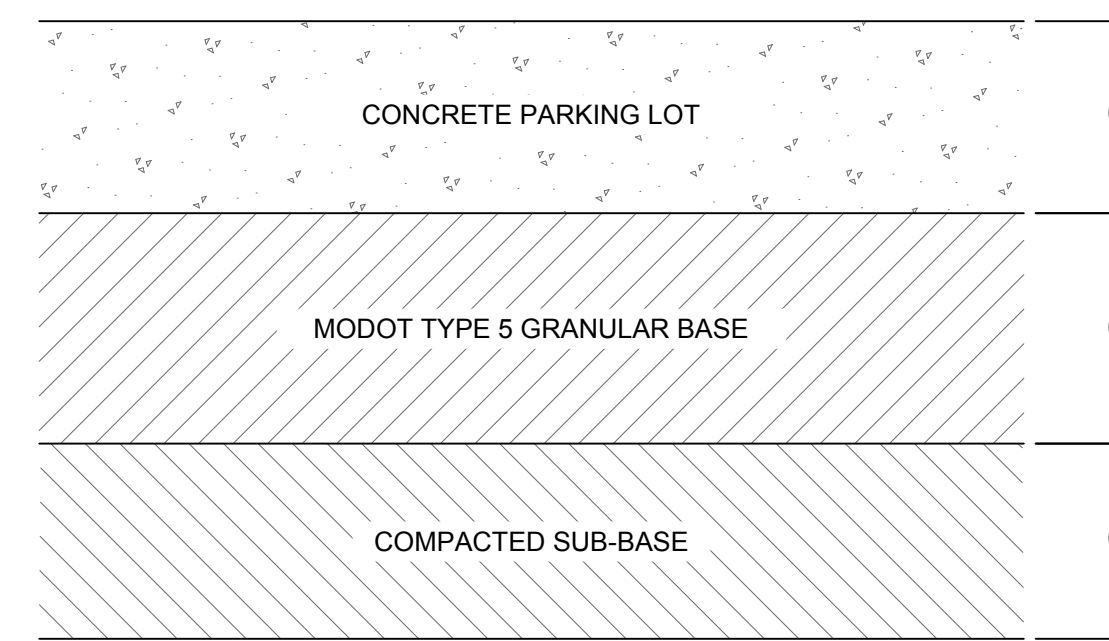 CONCRETE PARKING LOT
MODOT TYPE 5 GRANULAR BASE
COMPACTED SUB-BASE